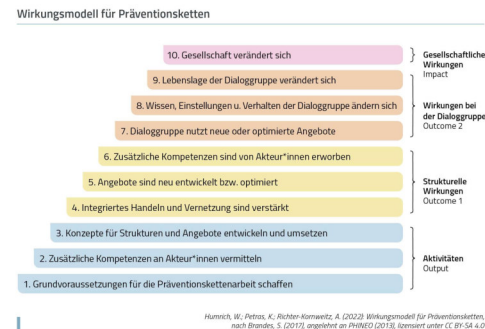 Wirkungsmodell für Präventionsketten
10. Gesellschaft verändert sich
9. Lebenslage der Dialoggruppe verändert sich
8. Wissen, Einstellungen u. Verhalten der Dialoggruppe ändern sich
7. Dialoggruppe nutzt neue oder optimierte Angebote
6. Zusätzliche Kompetenzen sind von Akteur*innen erworben
5. Angebote sind neu entwickelt bzw. optimiert
4. Integriertes Handeln und Vernetzung sind verstärkt
3. Konzepte für Strukturen und Angebote entwickeln und umsetzen
2. Zusätzliche Kompetenzen an Akteur*innen vermitteln
1. Grundvoraussetzungen für die Präventionskettenarbeit schaffen
Gesellschaftliche
Wirkungen
Impact
Wirkungen bei
der Dialoggruppe
Outcome 2
Strukturelle
Wirkungen
Outcome 1
Aktivitäten
Output
Humrich, W.; Petras, K.; Richter-Kornweitz, A. (2022): Wirkungsmodell für Präventionsketten,
nach Brandes, S. (2017), angelehnt an PHINEO (2013), lizensiert unter CC BY-SA 4.0